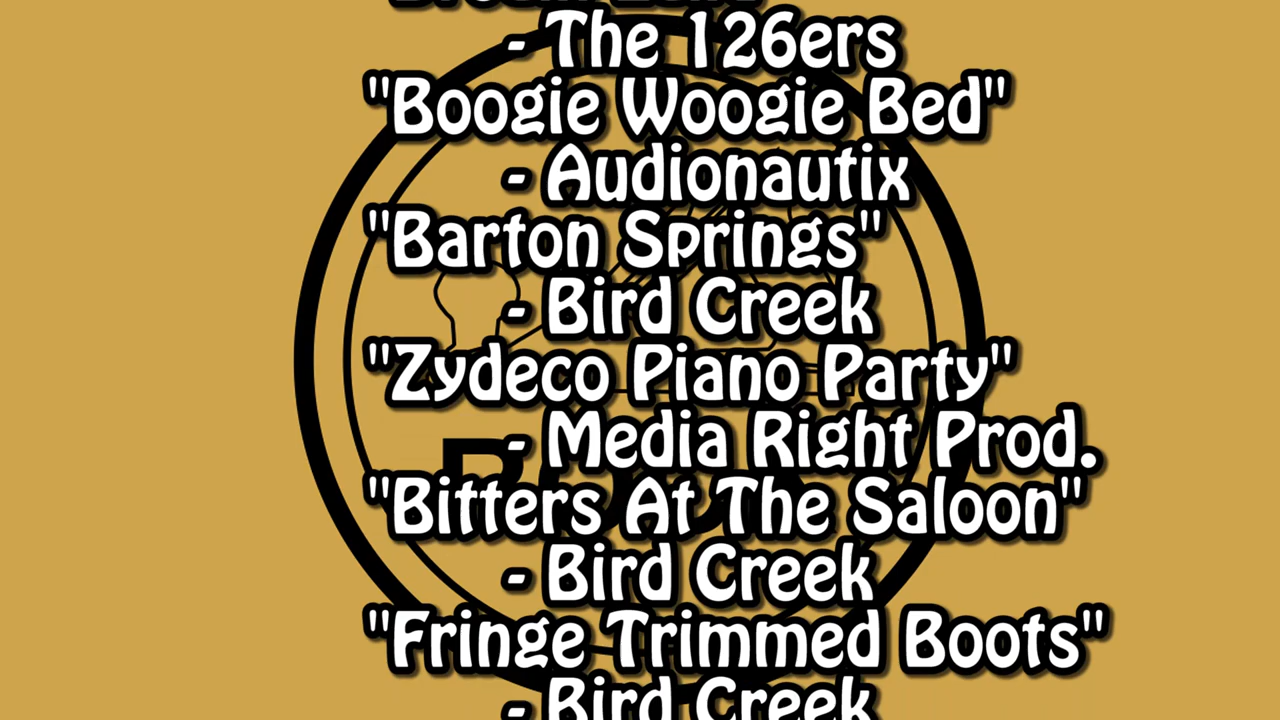 - The 126ers
"Boogie Woogie Bed"
- Audionautix
"Barton Springs"
- Bird Creek
"Zydeco Piano Party"
- Media Right Prod.
"Bitters At The Saloon"
- Bird Creek
"Fringe Trimmed Boots"
- Bird Creek